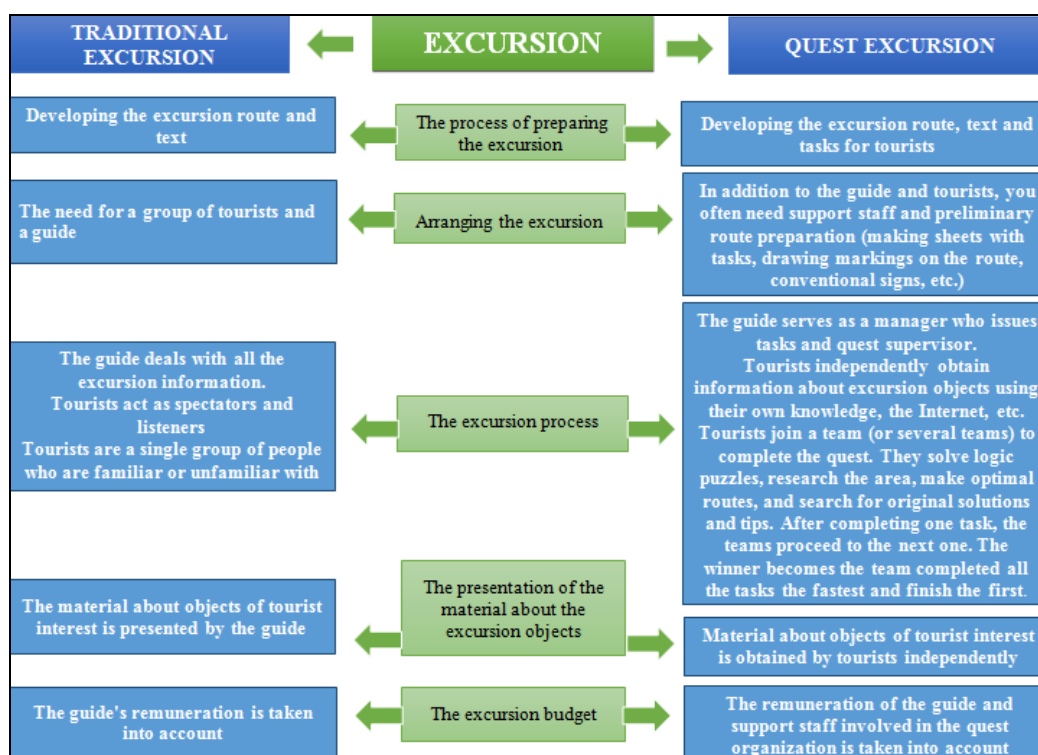 TRADITIONAL
EXCURSION
EXCURSION
QUEST EXCURSION
Developing the excursion route and
text
The process of preparing
the excursion
Developing the excursion route, text and
tasks for tourists
The need for a group of tourists and
a guide
Arranging the excursion
In addition to the guide and tourists, you
often need support staff and preliminary
route preparation (making sheets with
tasks, drawing markings on the route,
conventional signs, etc.)
The guide deals with all the
excursion information.
Tourists act as spectators and
listeners
Tourists are a single group of people
who are familiar or unfamiliar with
The excursion process
The guide serves as a manager who issues
tasks and quest supervisor.
Tourists independently obtain
information about excursion objects using
their own knowledge, the Internet, etc.
Tourists join a team (or several teams) to
complete the quest. They solve logic
puzzles, research the area, make optimal
routes, and search for original solutions
and tips. After completing one task, the
teams proceed to the next one. The
winner becomes the team completed all
the tasks the fastest and finish the first.
The material about objects of tourist
interest is presented by the guide
The presentation of the
material about the
excursion objects
Material about objects of tourist interest
is obtained by tourists independently
The guide's remuneration is taken
into account
The excursion budget
The remuneration of the guide and
support staff involved in the quest
organization is taken into account